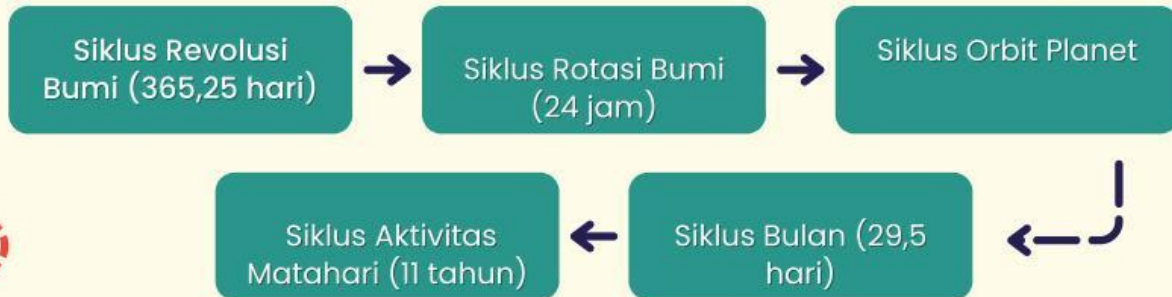 Siklus Revolusi
Bumi (365,25 hari)
Siklus Rotasi Bumi
(24 jam)
Siklus Orbit Planet
Siklus Bulan (29,5
hari)
Siklus Aktivitas
Matahari (11 tahun)